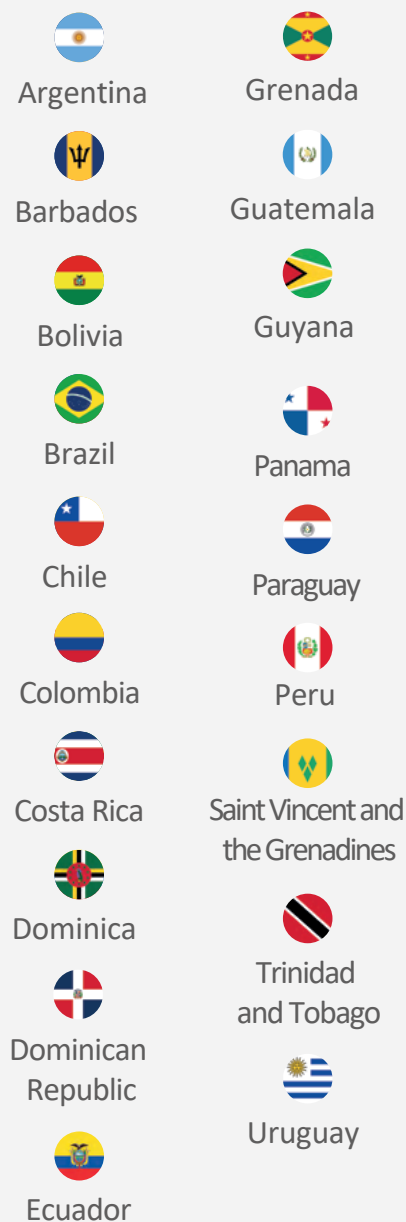 Argentina
Barbados
Bolivia
Brazil
Chile
Colombia
Costa Rica
Dominica
Dominican
Republic
Ecuador
Grenada
Guatemala
Guyana
Panama
Paraguay
Peru
Saint Vincent and
the Grenadines
Trinidad
and Tobago
Uruguay